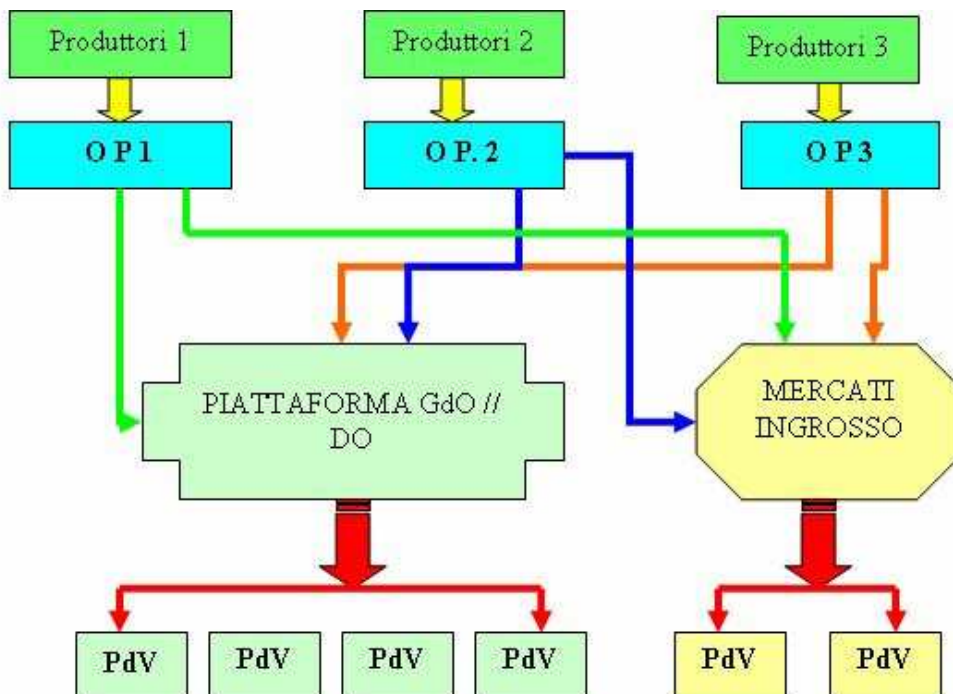 Produttori 1
Produttori 2
Produttori 3
O P 1
O P. 2
O P 3
PIATTAFORMA GdO //
DO
MERCATI
INGROSSO
PdV
PdV
PdV
PdV
PdV
PdV